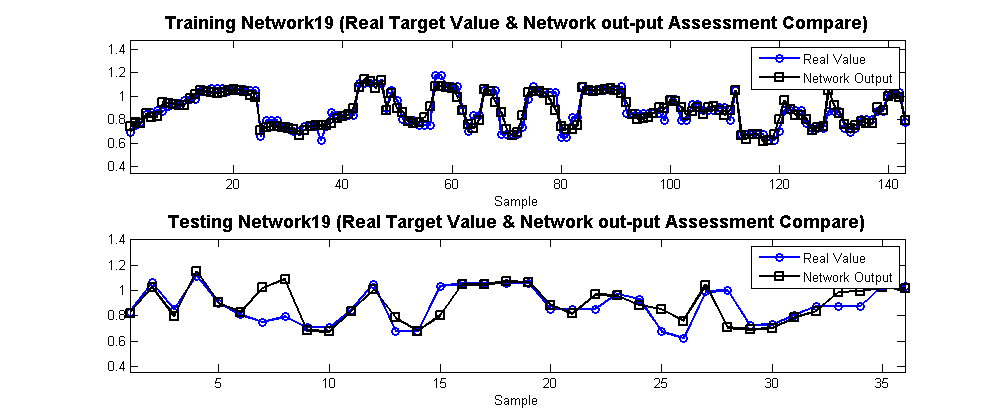 Training Network19 (Real Target Value & Network out-put Assessment Compare)
1.4
1.2
1
0.8
0.6
0.4
Real Value
Network Output
20 40 60 80 100 120 140
Sample
Testing Network19 (Real Target Value & Network out-put Assessment Compare)
1.4
1.2
1
0.8
0.6
0.4
Real Value
Network Output
5 10 15 20 25 30 35
Sample